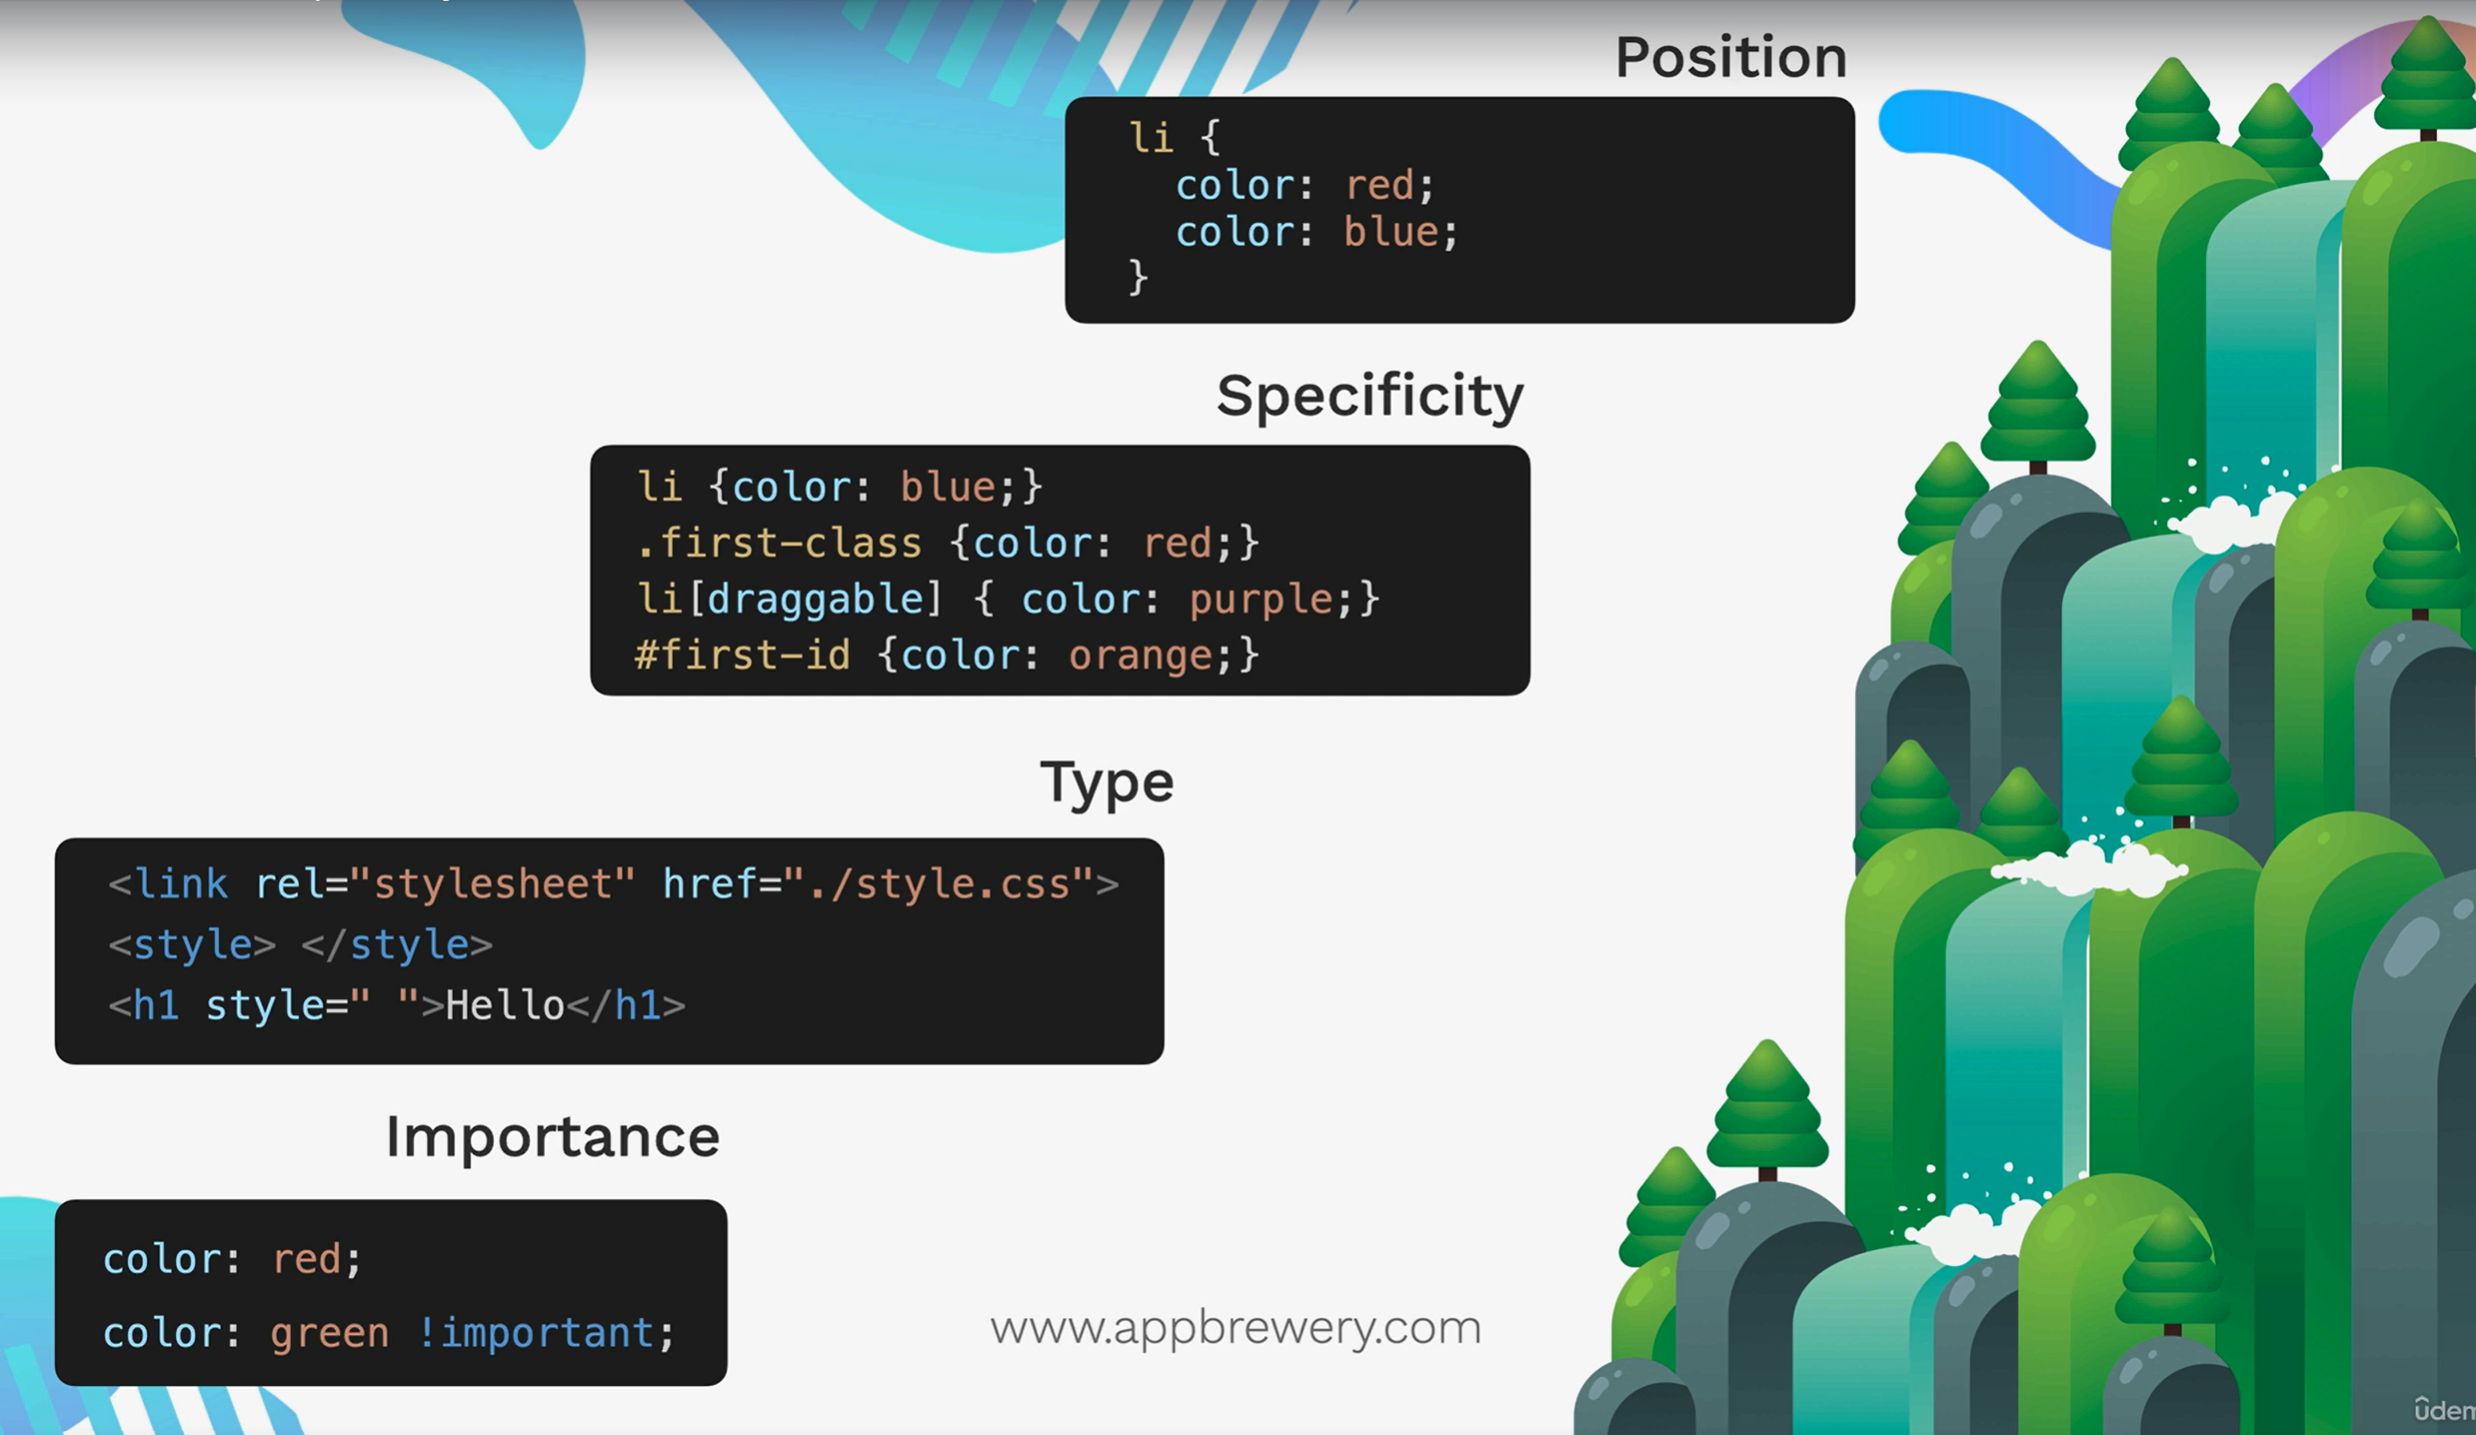 Position
li {
  color: red;
  color: blue;
}
Specificity
li {color: blue;}
.first-class {color: red;}
li[draggable] { color: purple;}
#first-id {color: orange;}
Type
<link rel="stylesheet" href="./style.css">
<style> </style>
<h1 style=" ">Hello</h1>
Importance
color: red;
color: green !important;
www.appbrewery.com